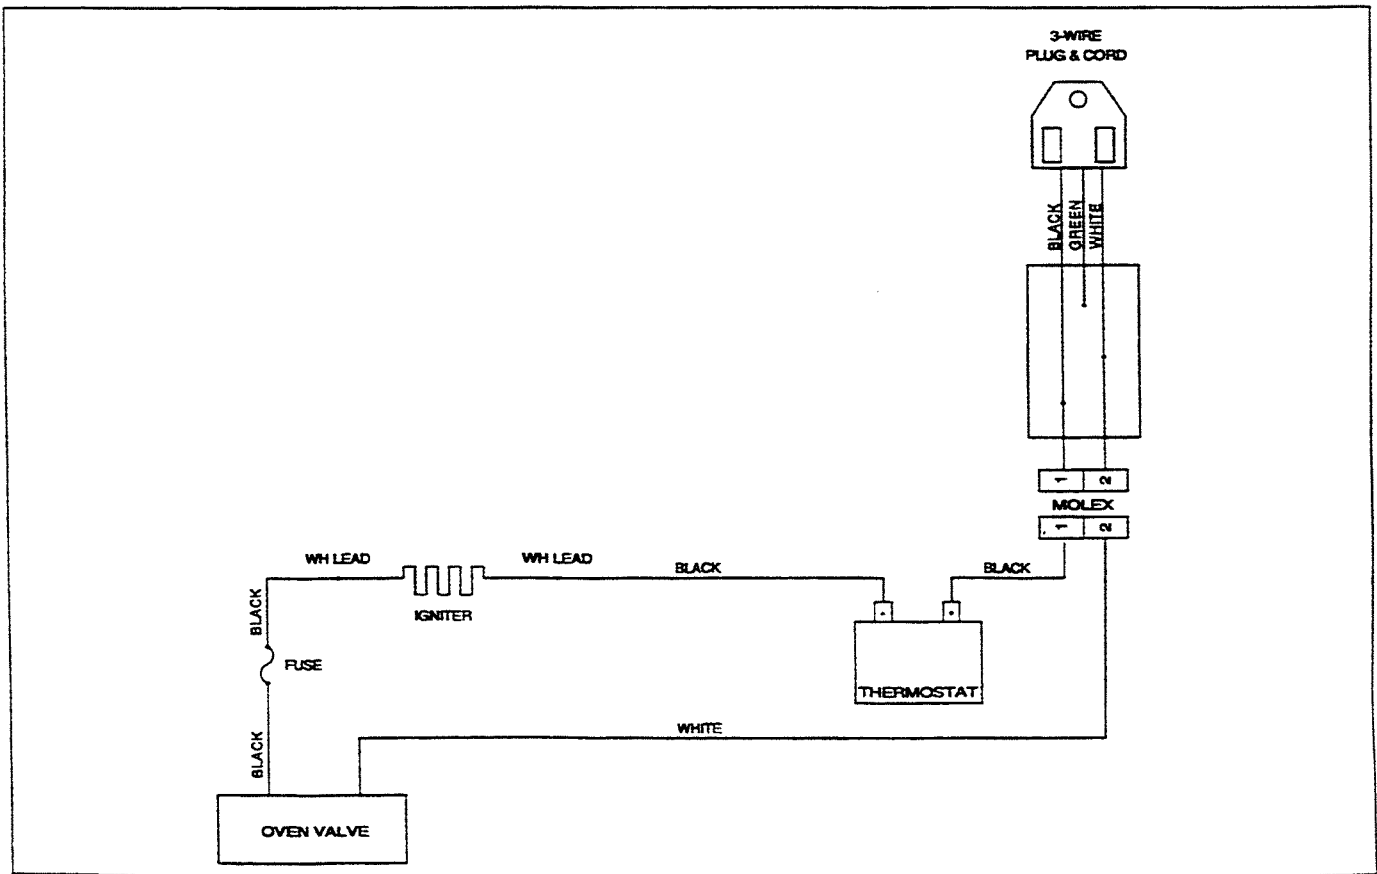 3-WIRE
PLUG & CORD
BLACK
GREEN
WHITE
1
2
MOLEX
1
2
WH LEAD
WH LEAD
BLACK
BLACK
IGNITER
BLACK
FUSE
THERMOSTAT
WHITE
BLACK
OVEN VALVE